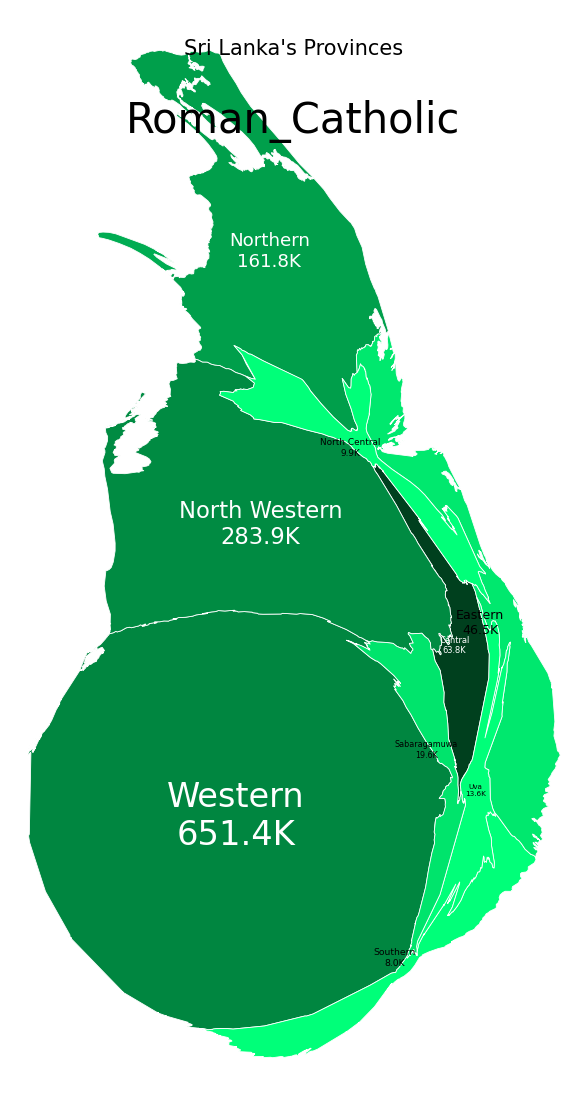 Sri Lanka's Provinces
Roman_Catholic
Northern
161.8K
North Central
9.9K
North Western
283.9K
Eastern
46.5K
Central
63.8K
Sabaragamuwa
19.6K
Western
651.4K
Uva
13.6K
Southern
8.0K